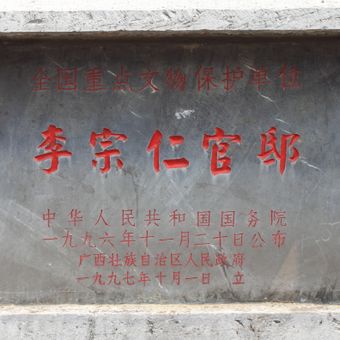 全国重点文物保护单位
李宗仁官邸
中华人民共和国国务院
一九九六年十一月二十日公布
广西壮族自治区人民政府
一九九七年十月一日 立